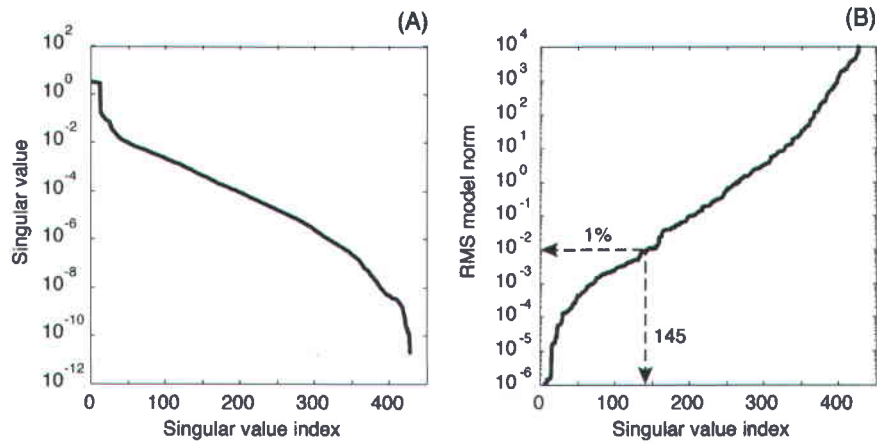 (A)
Singular value
10^2
10^0
10^-2
10^-4
10^-6
10^-8
10^-10
10^-12
0 100 200 300 400
Singular value index
(B)
RMS model norm
10^4
10^3
10^2
10^1
10^0
10^-1
10^-2
10^-3
10^-4
10^-5
10^-6
1%
145
0 100 200 300 400
Singular value index